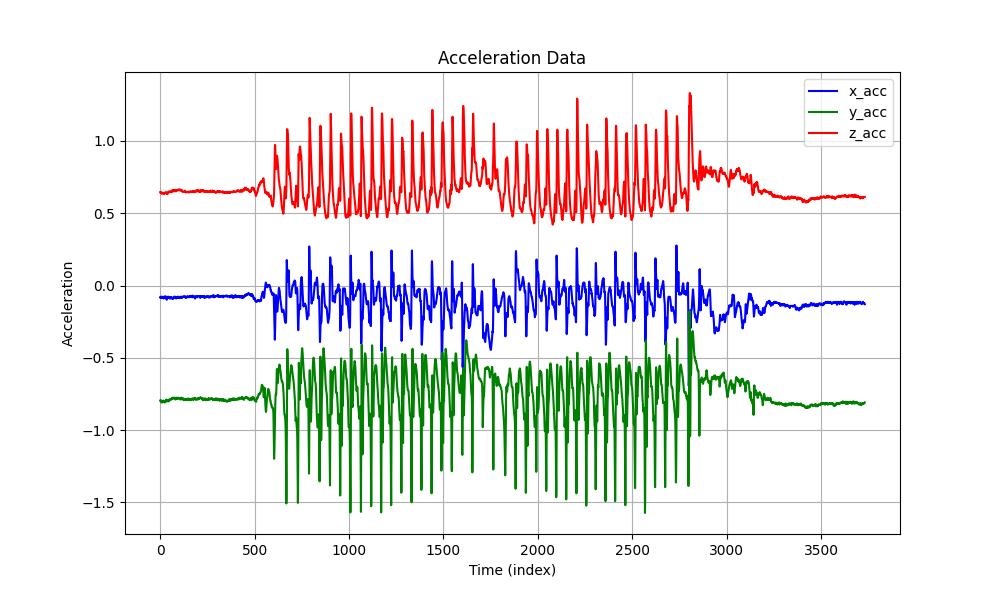 Acceleration Data
x_acc
y_acc
z_acc
Acceleration
1.0
0.5
0.0
−0.5
−1.0
−1.5
0 500 1000 1500 2000 2500 3000 3500
Time (index)